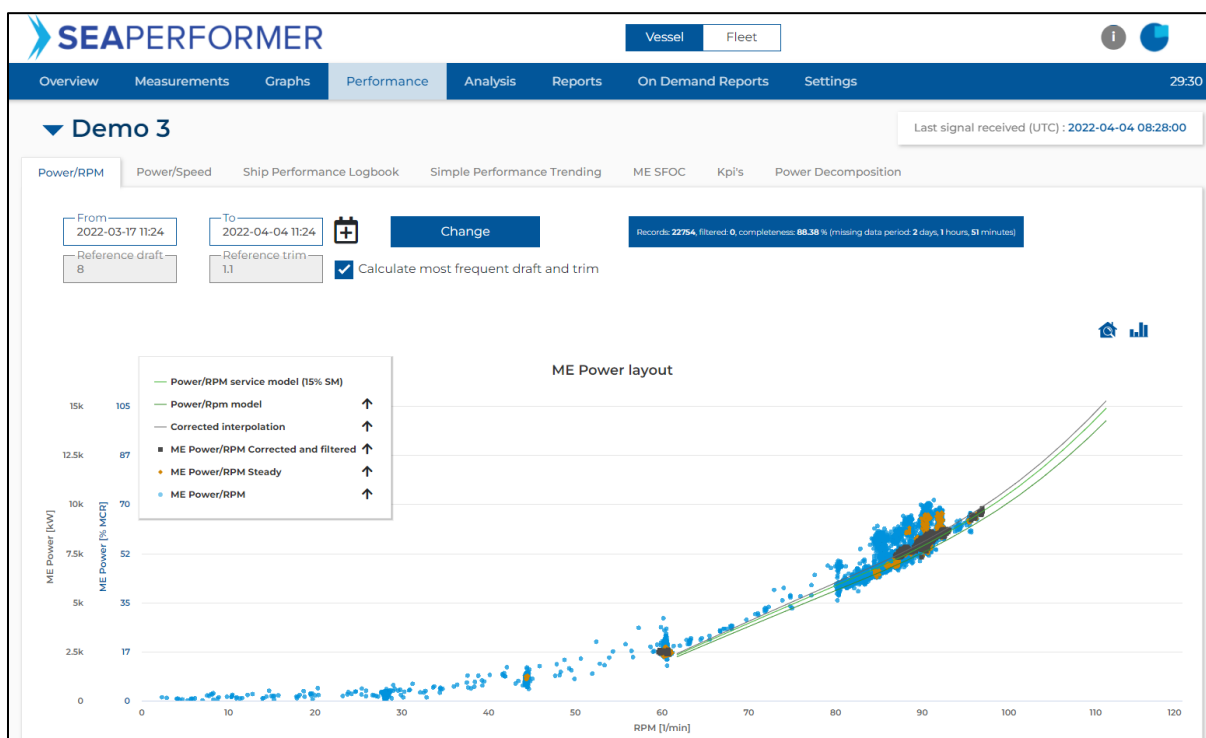 SEAPERFORMER
Vessel Fleet
i
Overview Measurements Graphs Performance Analysis Reports On Demand Reports Settings 29:30
Demo 3
Last signal received (UTC) : 2022-04-04 08:28:00
Power/RPM Power/Speed Ship Performance Logbook Simple Performance Trending ME SFOC Kpi's Power Decomposition
From To
2022-03-17 11:24 2022-04-04 11:24 Change Records: 22754, filtered: 0, completeness: 88.38 % (missing data period: 2 days, 1 hours, 51 minutes)
Reference draft Reference trim
8 1.1 Calculate most frequent draft and trim
ME Power layout
Power/RPM service model (15% SM)
Power/Rpm model
Corrected interpolation
ME Power/RPM Corrected and filtered
ME Power/RPM Steady
ME Power/RPM
15k 105
12.5k 87
10k 70
7.5k 52
5k 35
2.5k 17
0 0
ME Power [kW]
ME Power [% MCR]
0 10 20 30 40 50 60 70 80 90 100 110 120
RPM [1/min]